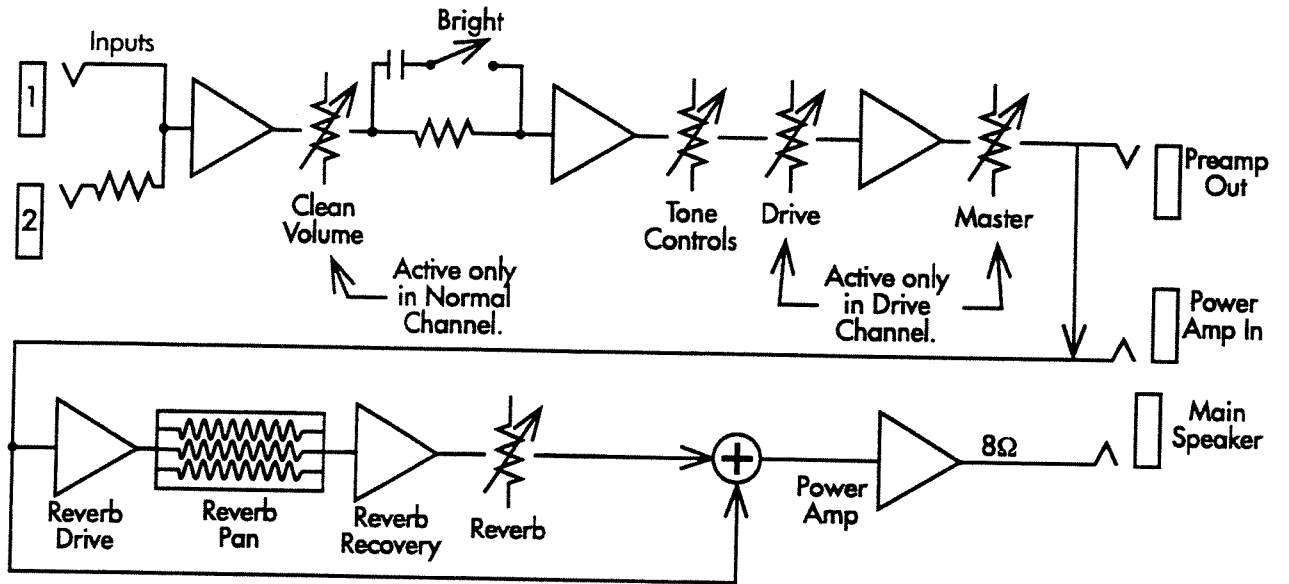 Bright
Inputs
1
2
Clean
Volume
Active only
in Normal
Channel.
Tone
Controls
Drive
Master
Active only
in Drive
Channel.
Preamp
Out
Power
Amp In
Main
Speaker
8Ω
Reverb
Drive
Reverb
Pan
Reverb
Recovery
Reverb
Power
Amp